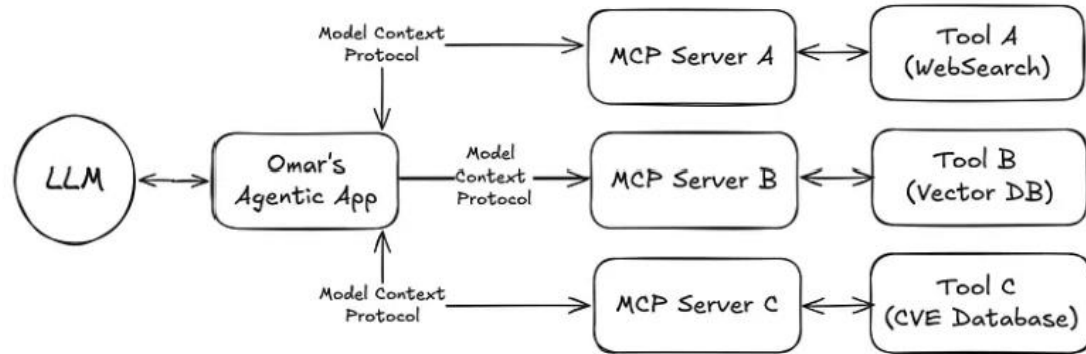 Model Context
Protocol
MCP Server A
Tool A
(WebSearch)
LLM
Omar's
Agentic App
Model
Context
Protocol
MCP Server B
Tool B
(Vector DB)
Model Context
Protocol
MCP Server C
Tool C
(CVE Database)